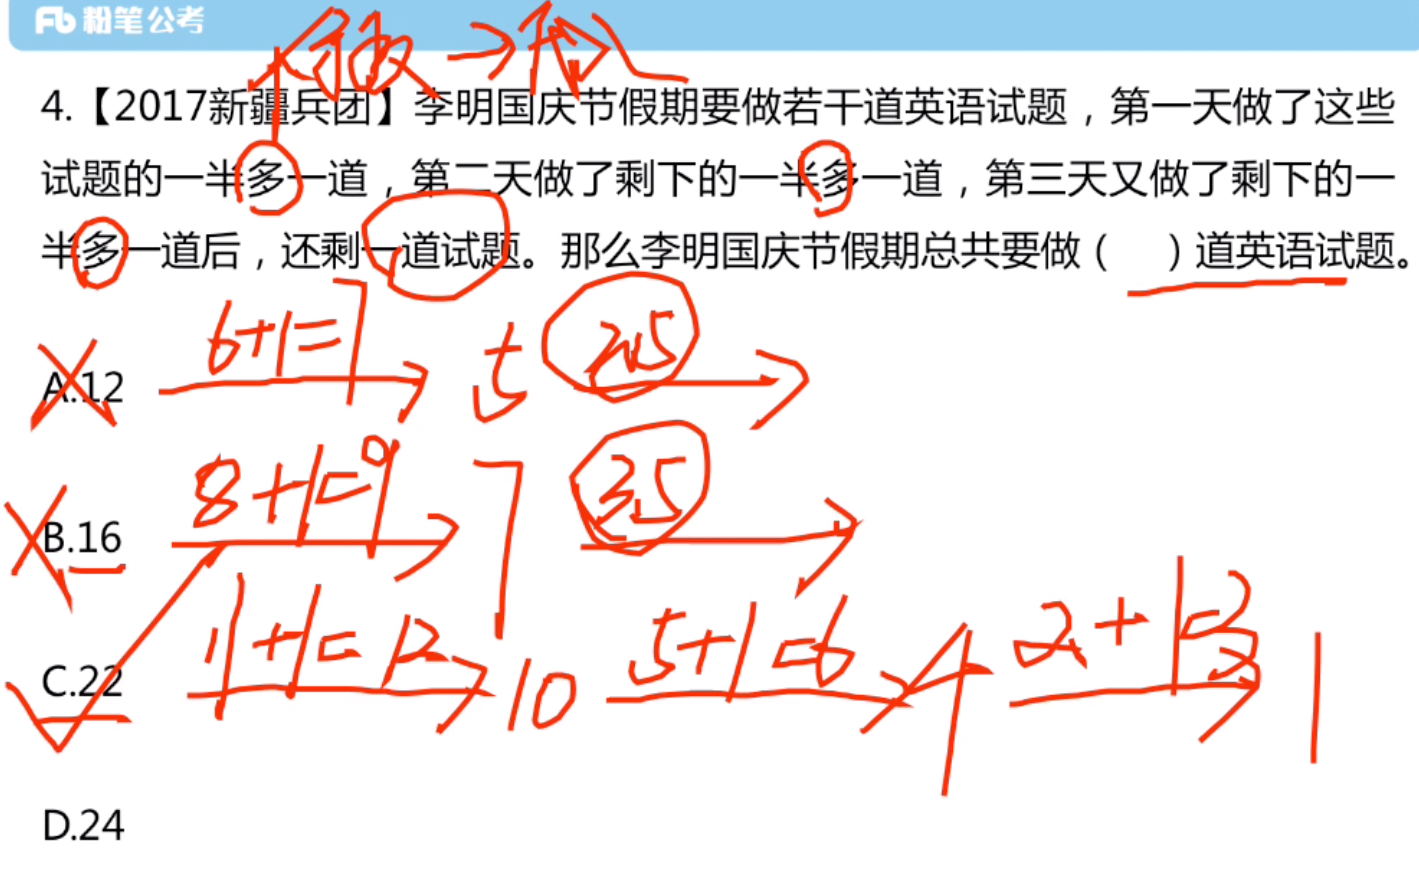 粉笔公考
4.【2017新疆兵团】李明国庆节假期要做若干道英语试题，第一天做了这些
试题的一半多一道，第二天做了剩下的一半多一道，第三天又做了剩下的一
半多一道后，还剩一道试题。那么李明国庆节假期总共要做（ ）道英语试题。
6+1=7
A.12
5
2.5
8+1=9
B.16
7
3.5
11+1=12
C.22
10
5+1=6
4
2+1=3
1
D.24